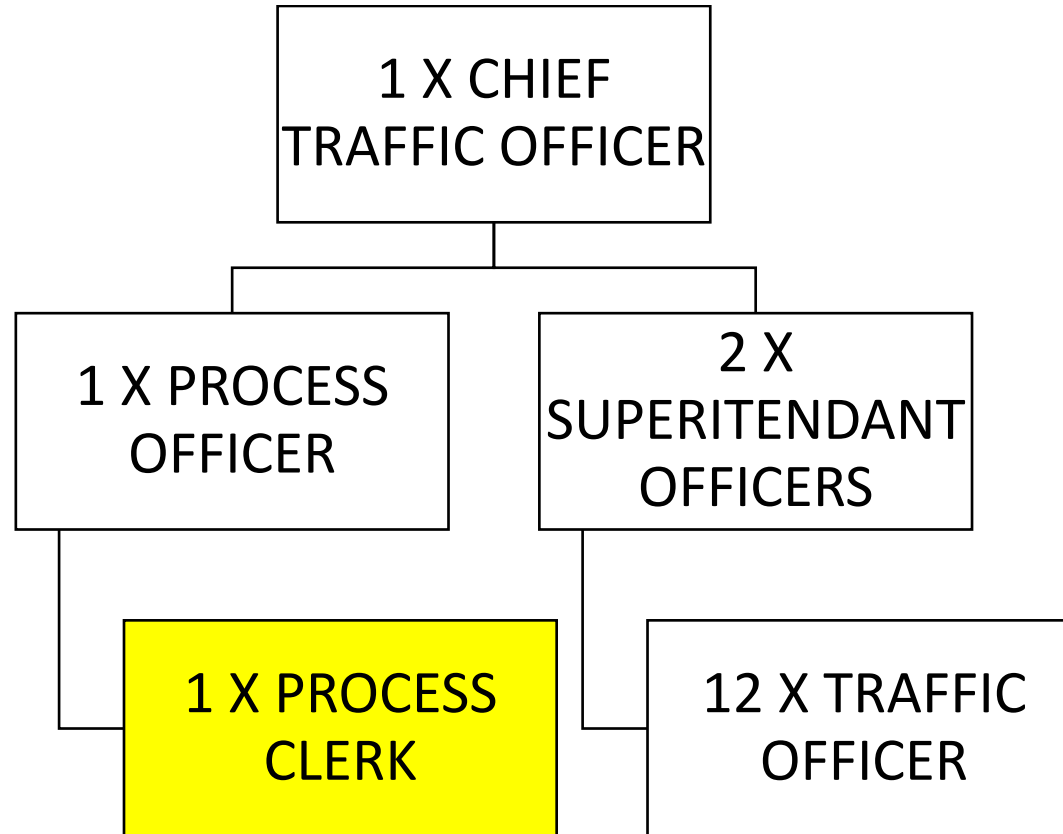 1 X CHIEF
TRAFFIC OFFICER
1 X PROCESS
OFFICER
2 X
SUPERITENDANT
OFFICERS
1 X PROCESS
CLERK
12 X TRAFFIC
OFFICER